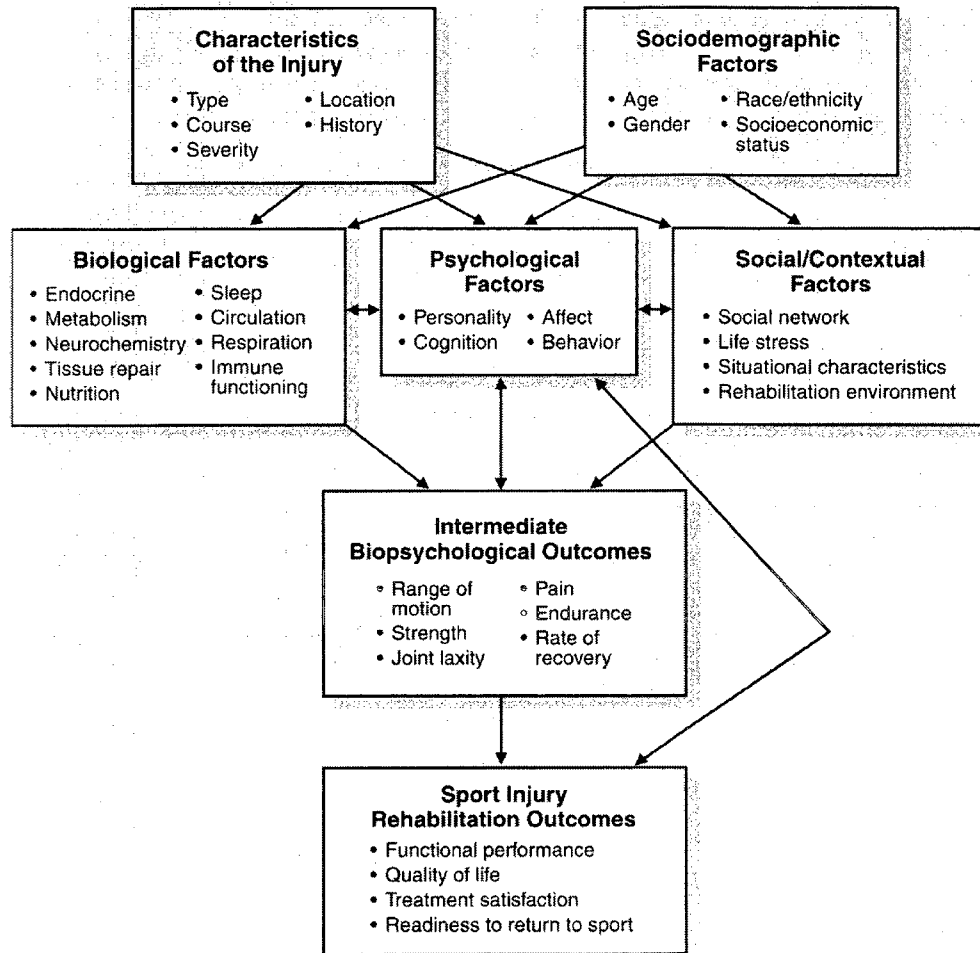 Characteristics
of the Injury
• Type
• Course
• Severity
• Location
• History
Sociodemographic
Factors
• Age
• Gender
• Race/ethnicity
• Socioeconomic
status
Biological Factors
• Endocrine
• Metabolism
• Neurochemistry
• Tissue repair
• Nutrition
• Sleep
• Circulation
• Respiration
• Immune
functioning
Psychological
Factors
• Personality
• Cognition
• Affect
• Behavior
Social/Contextual
Factors
• Social network
• Life stress
• Situational characteristics
• Rehabilitation environment
Intermediate
Biopsychological Outcomes
• Range of
motion
• Strength
• Joint laxity
• Pain
• Endurance
• Rate of
recovery
Sport Injury
Rehabilitation Outcomes
• Functional performance
• Quality of life
• Treatment satisfaction
• Readiness to return to sport